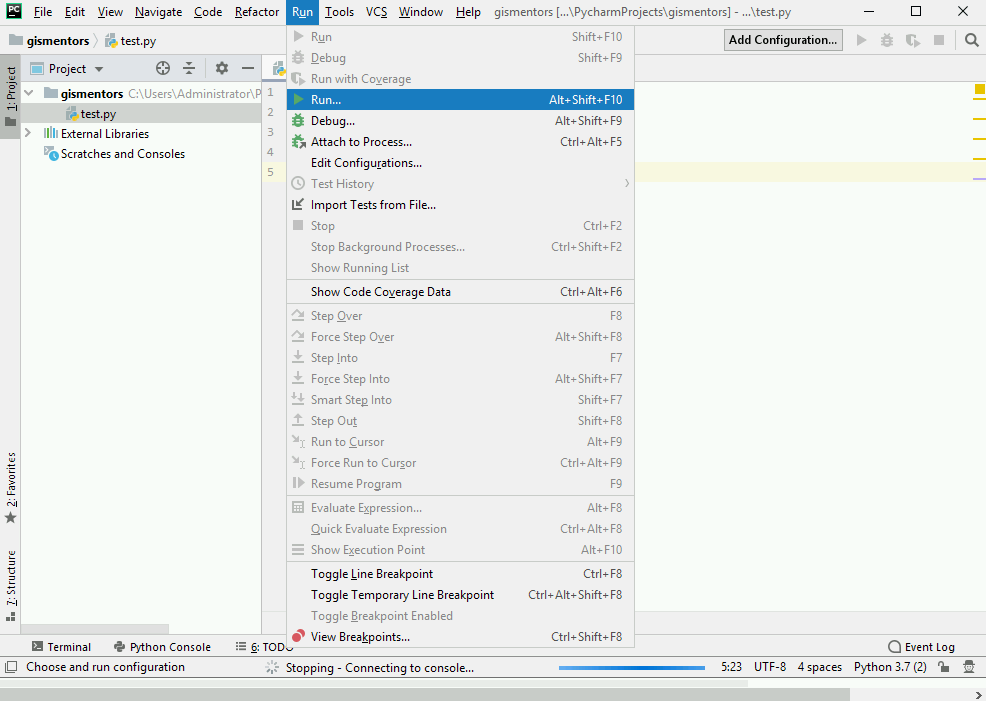 PC File Edit View Navigate Code Refactor Run Tools VCS Window Help gismentors [...\PycharmProjects\gismentors] - ...\test.py
gismentors test.py Add Configuration...
1: Project
Project
gismentors C:\Users\Administrator\P
test.py
External Libraries
Scratches and Consoles
2: Favorites
7: Structure
1
2
3
4
5
Run Shift+F10
Debug Shift+F9
Run with Coverage
Run... Alt+Shift+F10
Debug... Alt+Shift+F9
Attach to Process... Ctrl+Alt+F5
Edit Configurations...
Test History
Import Tests from File...
Stop Ctrl+F2
Stop Background Processes... Ctrl+Shift+F2
Show Running List
Show Code Coverage Data Ctrl+Alt+F6
Step Over F8
Force Step Over Alt+Shift+F8
Step Into F7
Force Step Into Alt+Shift+F7
Smart Step Into Shift+F7
Step Out Shift+F8
Run to Cursor Alt+F9
Force Run to Cursor Ctrl+Alt+F9
Resume Program F9
Evaluate Expression... Alt+F8
Quick Evaluate Expression Ctrl+Alt+F8
Show Execution Point Alt+F10
Toggle Line Breakpoint Ctrl+F8
Toggle Temporary Line Breakpoint Ctrl+Alt+Shift+F8
Toggle Breakpoint Enabled
View Breakpoints... Ctrl+Shift+F8
Terminal Python Console 6: TODO Event Log
Choose and run configuration Stopping - Connecting to console... 5:23 UTF-8 4 spaces Python 3.7 (2)